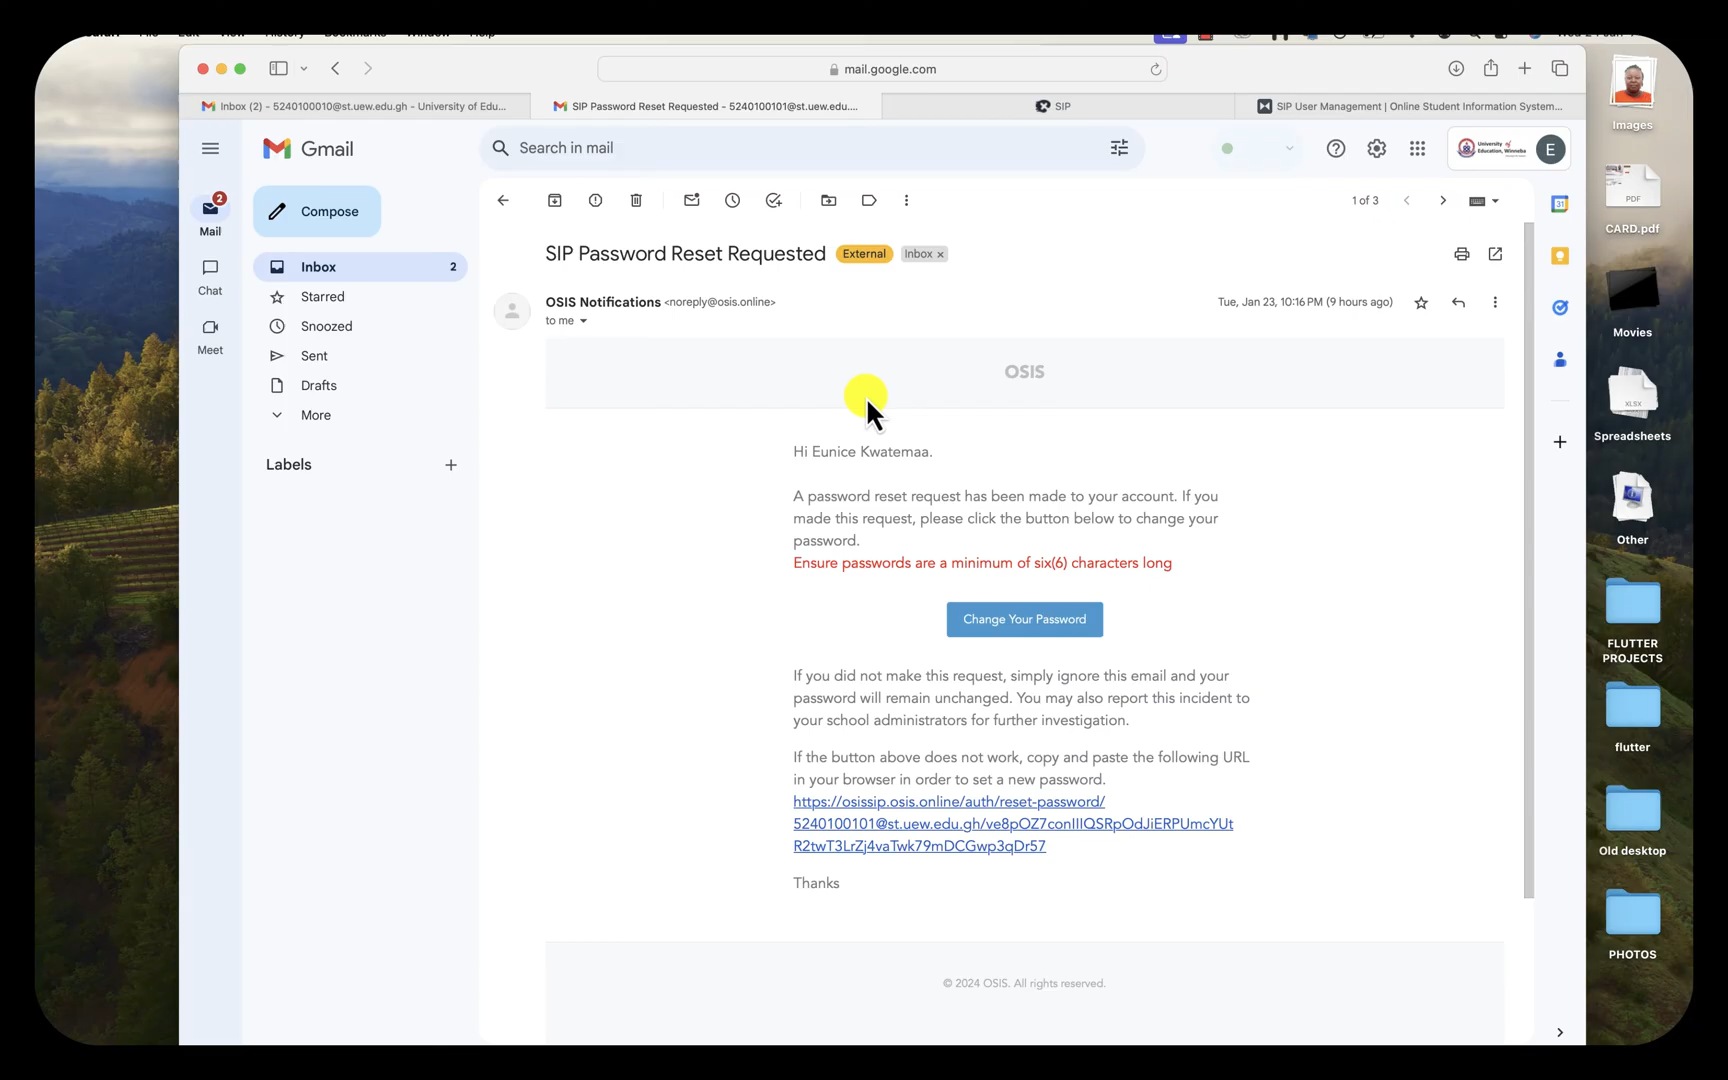 mail.google.com
Inbox (2) - 5240100010@st.uew.edu.gh - University of Edu...
SIP Password Reset Requested - 5240100101@st.uew.edu....
SIP
SIP User Management | Online Student Information System...
Gmail
Search in mail
University of
Education, Winneba
E
2
Mail
Chat
Meet
Compose
Inbox 2
Starred
Snoozed
Sent
Drafts
More
Labels
1 of 3
SIP Password Reset Requested External Inbox x
OSIS Notifications <noreply@osis.online>
Tue, Jan 23, 10:16 PM (9 hours ago)
to me
OSIS
Hi Eunice Kwatemaa.
A password reset request has been made to your account. If you
made this request, please click the button below to change your
password.
Ensure passwords are a minimum of six(6) characters long
Change Your Password
If you did not make this request, simply ignore this email and your
password will remain unchanged. You may also report this incident to
your school administrators for further investigation.
If the button above does not work, copy and paste the following URL
in your browser in order to set a new password.
https://osissip.osis.online/auth/reset-password/
5240100101@st.uew.edu.gh/ve8pOZ7conIIIQSRpOdJiERPUmcYUt
R2twT3LrZj4vaTwk79mDCGwp3qDr57
Thanks
© 2024 OSIS. All rights reserved.
31
Images
PDF
CARD.pdf
Movies
XLSX
Spreadsheets
Other
FLUTTER
PROJECTS
flutter
Old desktop
PHOTOS